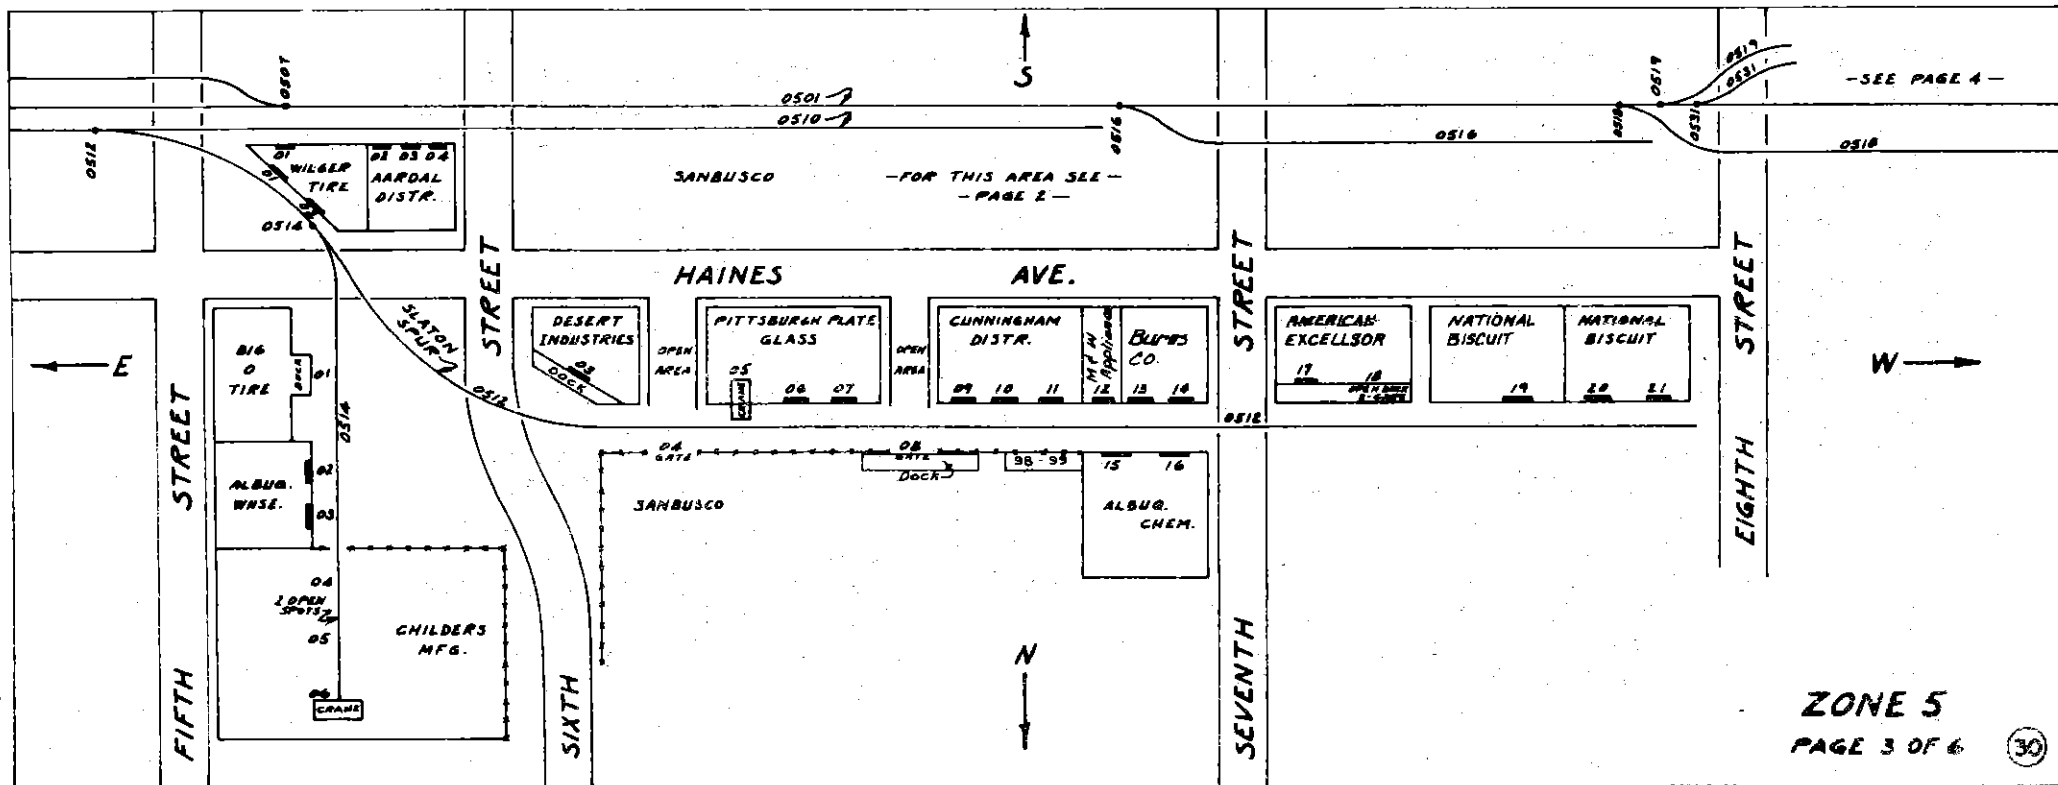 S
0507
0501
0510
0512
0516
0518
0519
0531
0519
0531
—SEE PAGE 4—
0516
0518
01
01
WILGER
TIRE
02 03 04
AARDAL
DISTR.
0514
SANBUSCO
—FOR THIS AREA SEE—
—PAGE 2—
HAINES AVE.
E
W
FIFTH STREET
SIXTH STREET
SEVENTH STREET
EIGHTH STREET
SLATON
SPUR
0512
BIG
O
TIRE
DOCK
01
0514
ALBUQ.
WHSE.
02
03
04
2 OPEN
SPOTS
05
06
CRANE
CHILDERS
MFG.
DESERT
INDUSTRIES
03
DOCK
OPEN
AREA
PITTSBURGH PLATE
GLASS
05
CRANE
06 07
OPEN
AREA
CUNNINGHAM
DISTR.
09 10 11
M & W
Appliance
12
Burns
CO.
13 14
AMERICAN
EXCELLSOR
17 18
OPEN DOCK
NATIONAL
BISCUIT
19
NATIONAL
BISCUIT
20 21
0512
04
GATE
08
GATE
Dock
98-99
15 16
SANBUSCO
ALBUQ.
CHEM.
N
ZONE 5
PAGE 3 OF 6
30